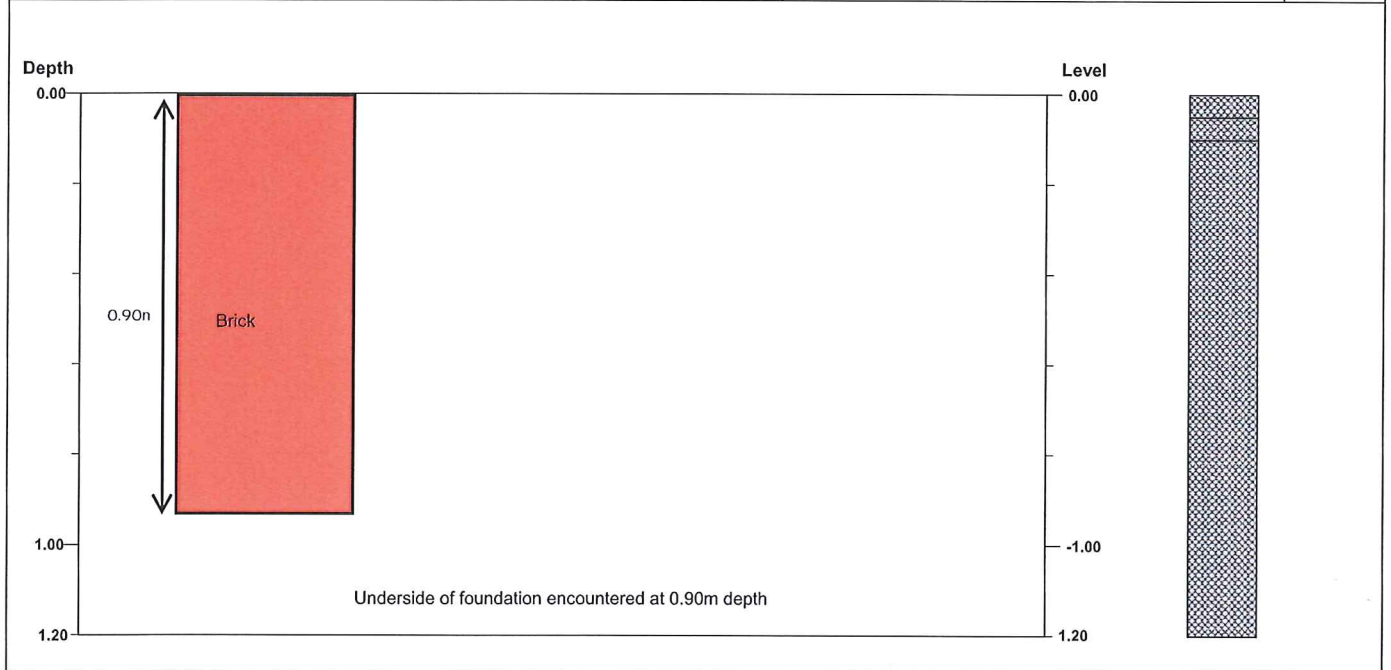 Depth
Level
0.00
0.00
0.90n
Brick
1.00
-1.00
Underside of foundation encountered at 0.90m depth
1.20
1.20